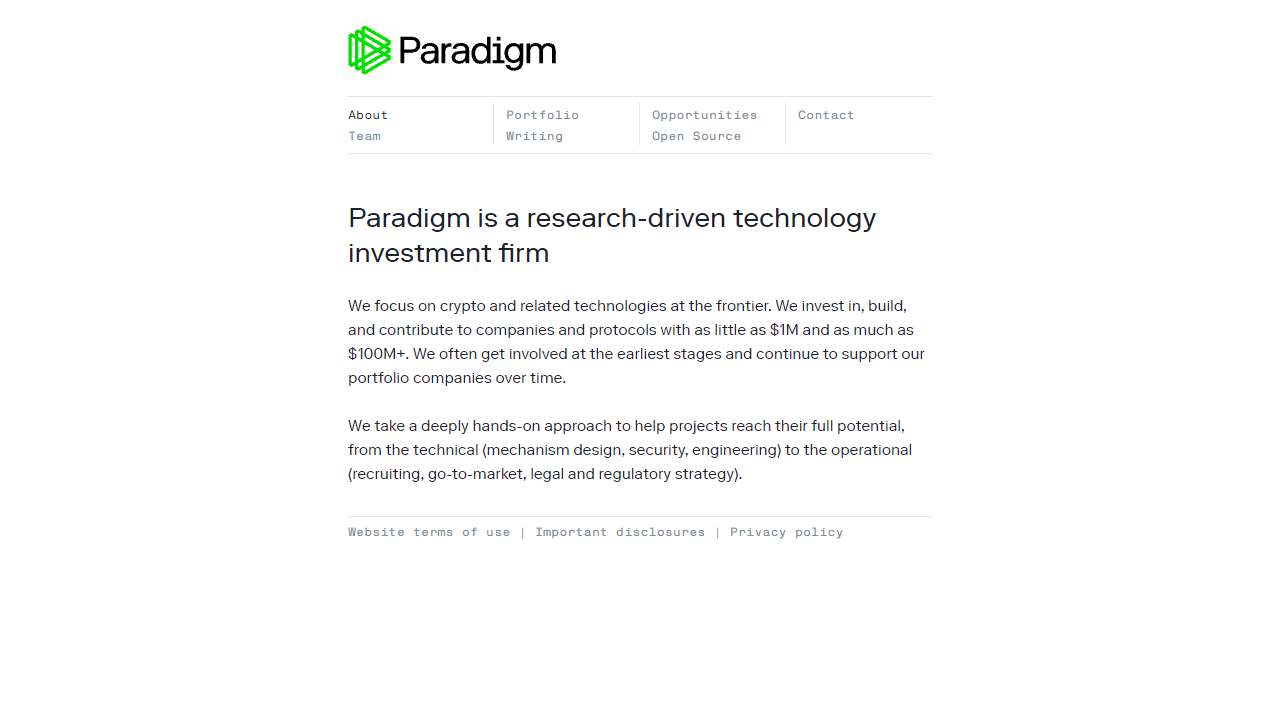 Paradigm
About
Team
Portfolio
Writing
Opportunities
Open Source
Contact
Paradigm is a research-driven technology
investment firm
We focus on crypto and related technologies at the frontier. We invest in, build,
and contribute to companies and protocols with as little as $1M and as much as
$100M+. We often get involved at the earliest stages and continue to support our
portfolio companies over time.
We take a deeply hands-on approach to help projects reach their full potential,
from the technical (mechanism design, security, engineering) to the operational
(recruiting, go-to-market, legal and regulatory strategy).
Website terms of use | Important disclosures | Privacy policy